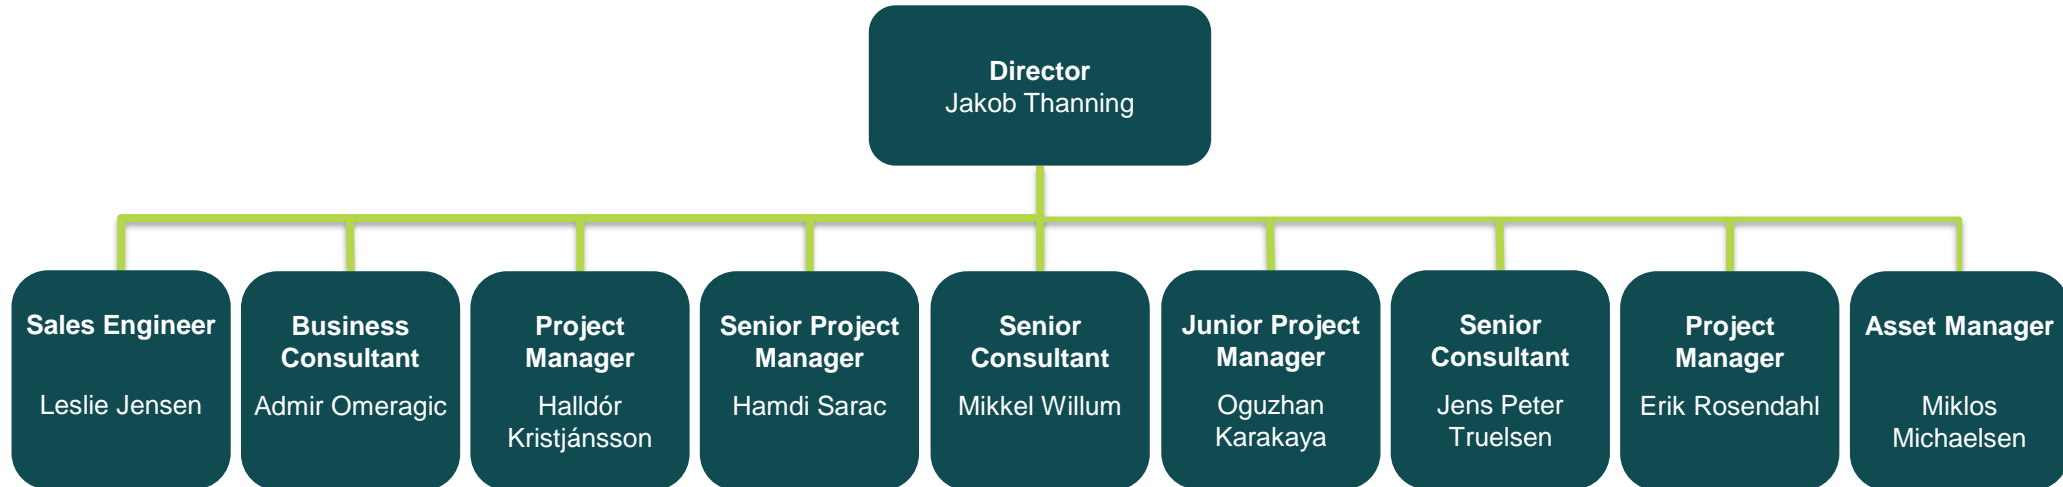 Director
Jakob Thanning
Sales Engineer
Leslie Jensen
Business
Consultant
Admir Omeragic
Project
Manager
Halldór
Kristjánsson
Senior Project
Manager
Hamdi Sarac
Senior
Consultant
Mikkel Willum
Junior Project
Manager
Oguzhan
Karakaya
Senior
Consultant
Jens Peter
Truelsen
Project
Manager
Erik Rosendahl
Asset Manager
Miklos
Michaelsen